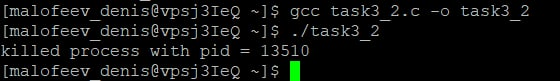 [malofeev_denis@vpsj3IeQ ~]$ gcc task3_2.c -o task3_2
[malofeev_denis@vpsj3IeQ ~]$ ./task3_2
killed process with pid = 13510
[malofeev_denis@vpsj3IeQ ~]$